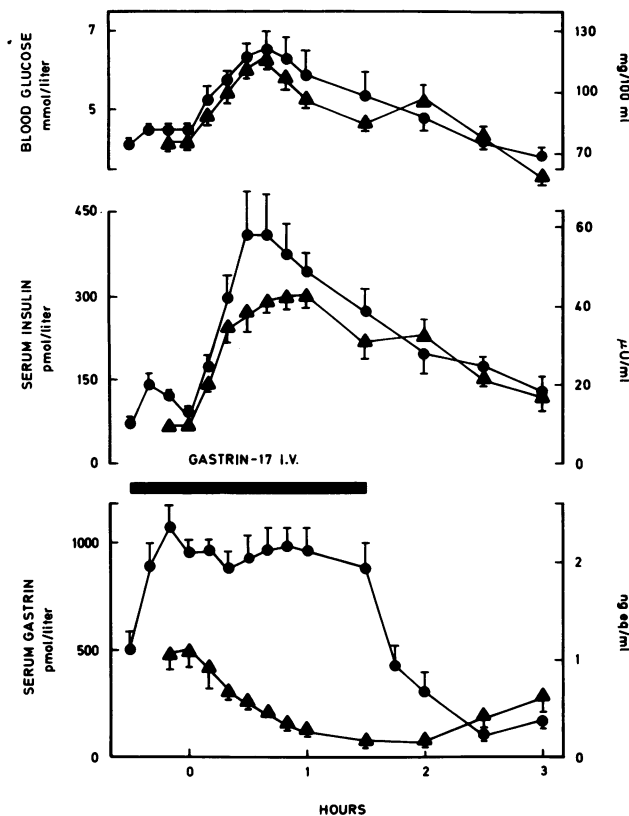 BLOOD GLUCOSE
mmol/liter
7
5
130
100
70
mg/100 ml
SERUM INSULIN
pmol/liter
450
300
150
0
60
40
20
0
μU/ml
GASTRIN-17 I.V.
SERUM GASTRIN
pmol/liter
1000
500
0
2
1
0
ng eq/ml
0 1 2 3
HOURS